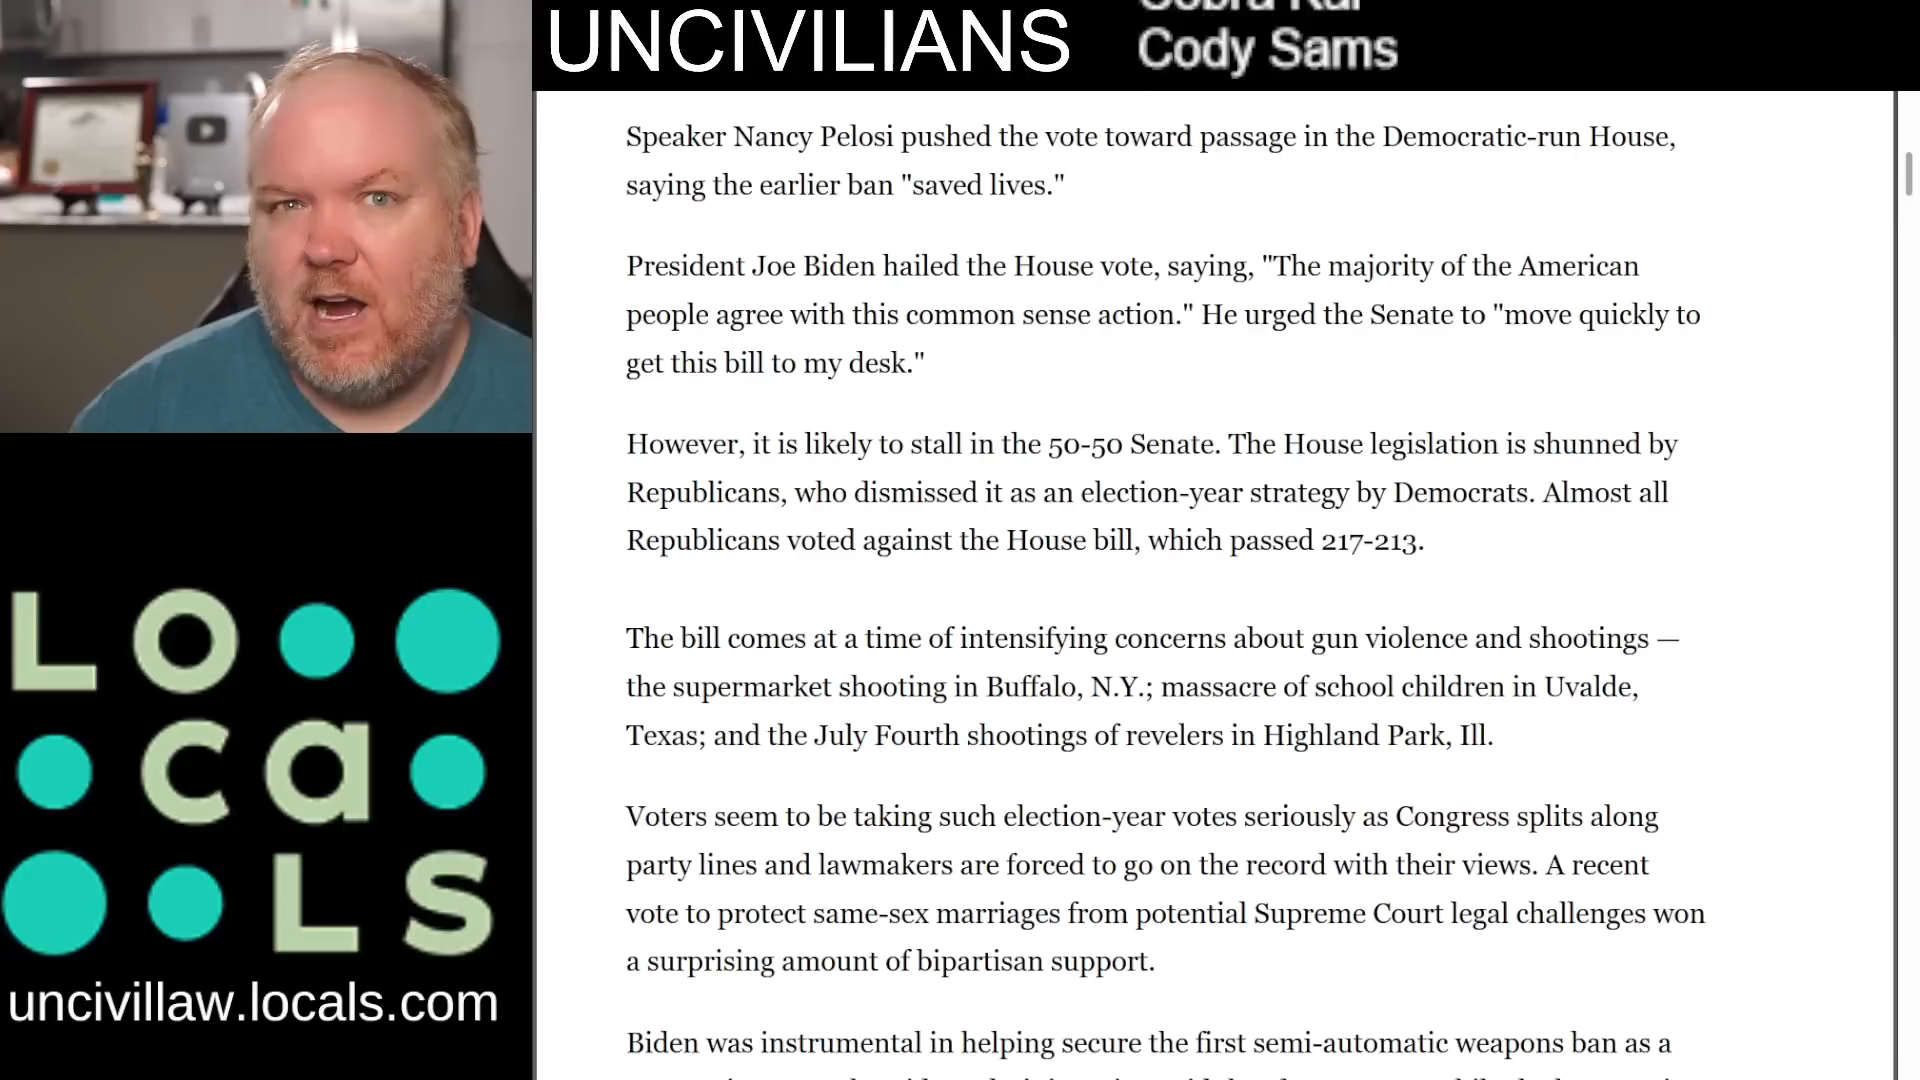 UNCIVILIANS
Cobra Kai
Cody Sams
Speaker Nancy Pelosi pushed the vote toward passage in the Democratic-run House,
saying the earlier ban "saved lives."
President Joe Biden hailed the House vote, saying, "The majority of the American
people agree with this common sense action." He urged the Senate to "move quickly to
get this bill to my desk."
However, it is likely to stall in the 50-50 Senate. The House legislation is shunned by
Republicans, who dismissed it as an election-year strategy by Democrats. Almost all
Republicans voted against the House bill, which passed 217-213.
The bill comes at a time of intensifying concerns about gun violence and shootings —
the supermarket shooting in Buffalo, N.Y.; massacre of school children in Uvalde,
Texas; and the July Fourth shootings of revelers in Highland Park, Ill.
Voters seem to be taking such election-year votes seriously as Congress splits along
party lines and lawmakers are forced to go on the record with their views. A recent
vote to protect same-sex marriages from potential Supreme Court legal challenges won
a surprising amount of bipartisan support.
Biden was instrumental in helping secure the first semi-automatic weapons ban as a
LO
ca
LS
uncivillaw.locals.com